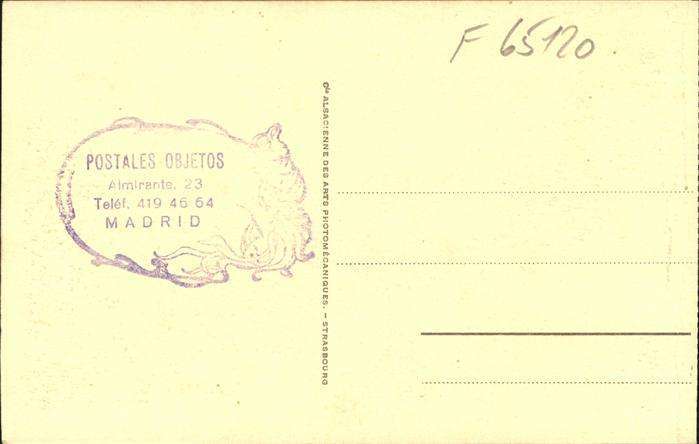 F 65120.
POSTALES OBJETOS
Almirante, 23
Teléf. 419 46 64
MADRID
Cie ALSACIENNE DES ARTS PHOTOMÉCANIQUES. – STRASBOURG